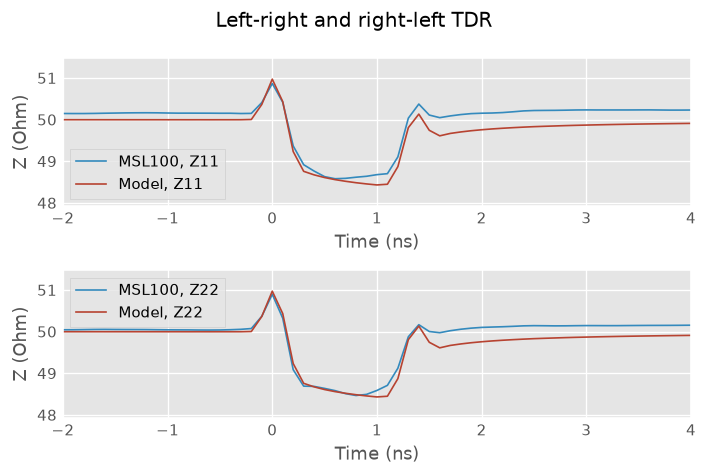 Left-right and right-left TDR
51
50
49
48
Z (Ohm)
MSL100, Z11
Model, Z11
−2
−1
0
1
2
3
4
Time (ns)
51
50
49
48
Z (Ohm)
MSL100, Z22
Model, Z22
−2
−1
0
1
2
3
4
Time (ns)